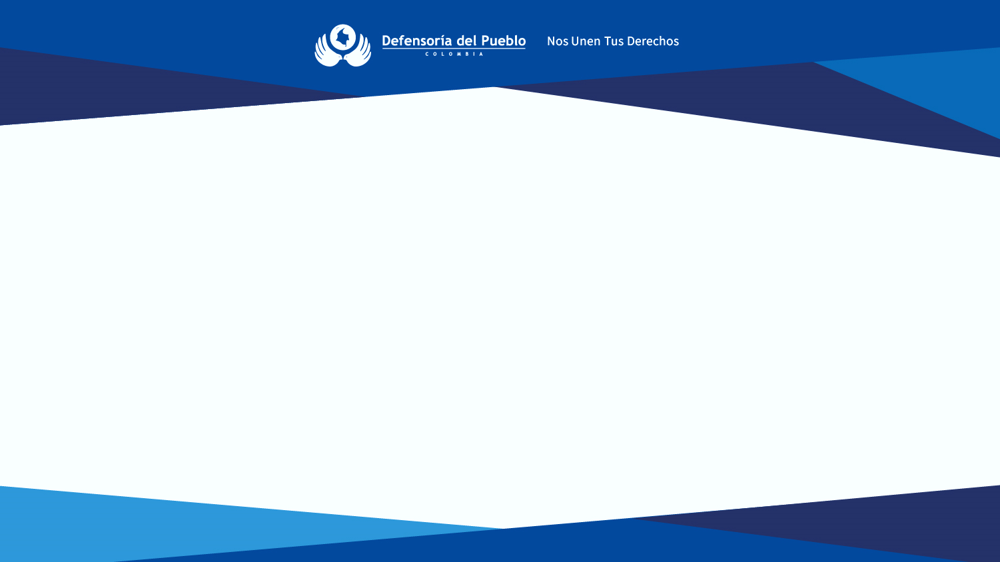 Defensoría del Pueblo
COLOMBIA
Nos Unen Tus Derechos